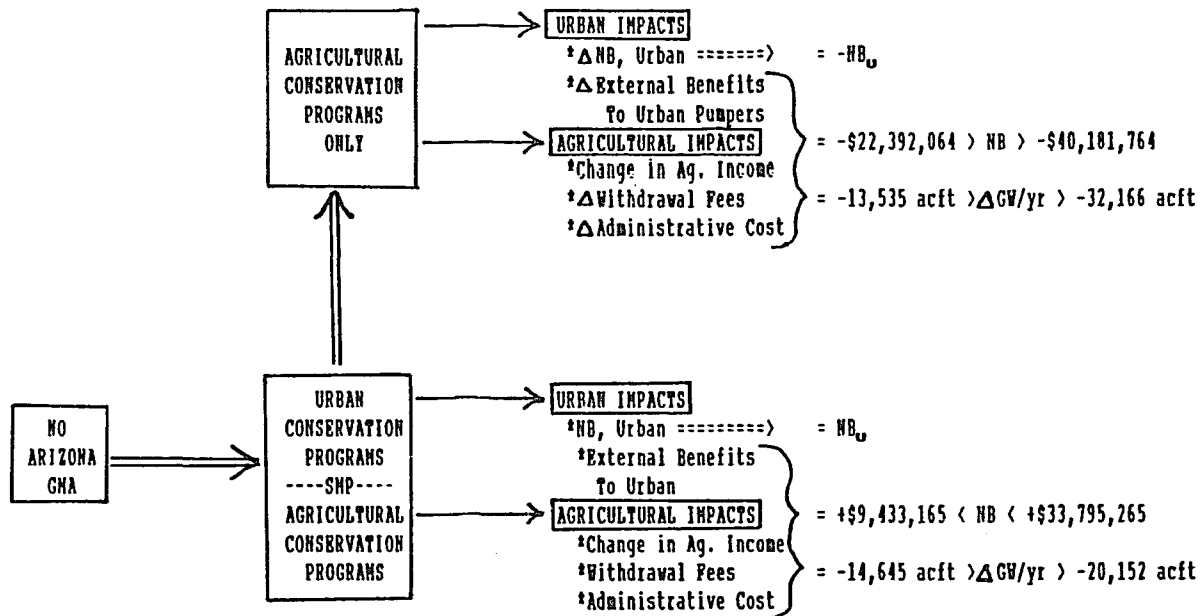 AGRICULTURAL
CONSERVATION
PROGRAMS
ONLY
URBAN IMPACTS
*ΔNB, Urban =======> = -NBᵤ
*ΔExternal Benefits
To Urban Pumpers
AGRICULTURAL IMPACTS
= -$22,392,064 > NB > -$40,181,764
*Change in Ag. Income
*ΔWithdrawal Fees
= -13,535 acft >ΔGW/yr > -32,166 acft
*ΔAdministrative Cost
NO
ARIZONA
GMA
URBAN
CONSERVATION
PROGRAMS
----SMP----
AGRICULTURAL
CONSERVATION
PROGRAMS
URBAN IMPACTS
*NB, Urban =========> = NBᵤ
*External Benefits
To Urban
AGRICULTURAL IMPACTS
= +$9,433,165 < NB < +$33,795,265
*Change in Ag. Income
*Withdrawal Fees
= -14,645 acft >ΔGW/yr > -20,152 acft
*Administrative Cost